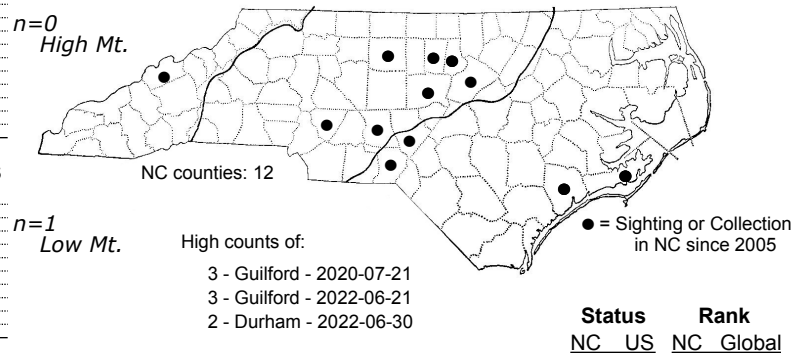 n=0
High Mt.
NC counties: 12
● = Sighting or Collection
in NC since 2005
n=1
Low Mt.
High counts of:
3 - Guilford - 2020-07-21
3 - Guilford - 2022-06-21
2 - Durham - 2022-06-30
Status Rank
NC US NC Global